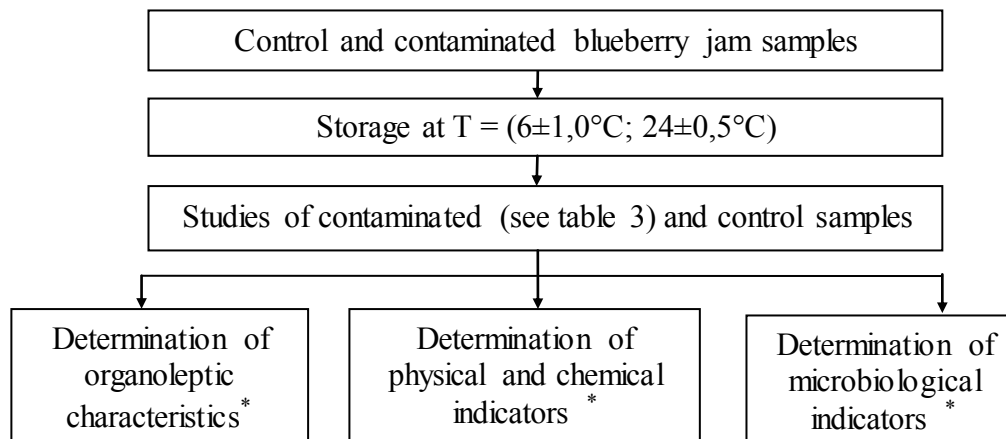 Control and contaminated blueberry jam samples
Storage at T = (6±1,0°C; 24±0,5°C)
Studies of contaminated (see table 3) and control samples
Determination of
organoleptic
characteristics*
Determination of
physical and chemical
indicators *
Determination of
microbiological
indicators *